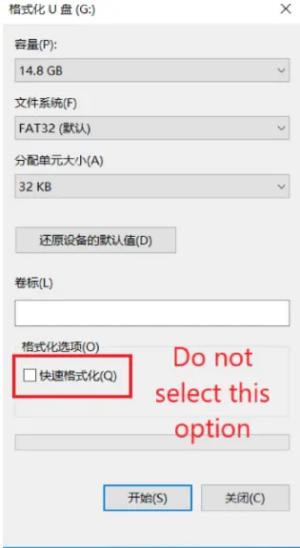 格式化 U 盘 (G:)
容量(P):
14.8 GB
文件系统(F)
FAT32 (默认)
分配单元大小(A)
32 KB
还原设备的默认值(D)
卷标(L)
格式化选项(O)
快速格式化(Q)
Do not
select this
option
开始(S)
关闭(C)